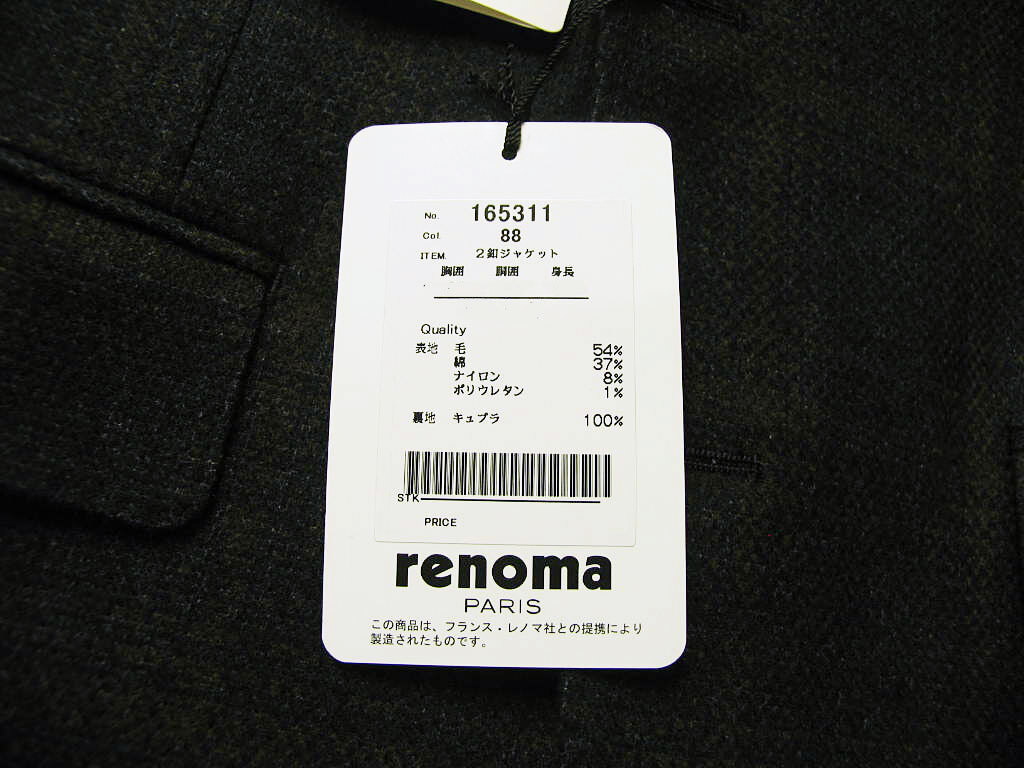 No. 165311
Col. 88
ITEM. 2釦ジャケット
胸囲 胴囲 身長
Quality
表地 毛 54%
綿 37%
ナイロン 8%
ポリウレタン 1%
裏地 キュプラ 100%
STK
PRICE
renoma
PARIS
この商品は、フランス・レノマ社との提携により
製造されたものです。